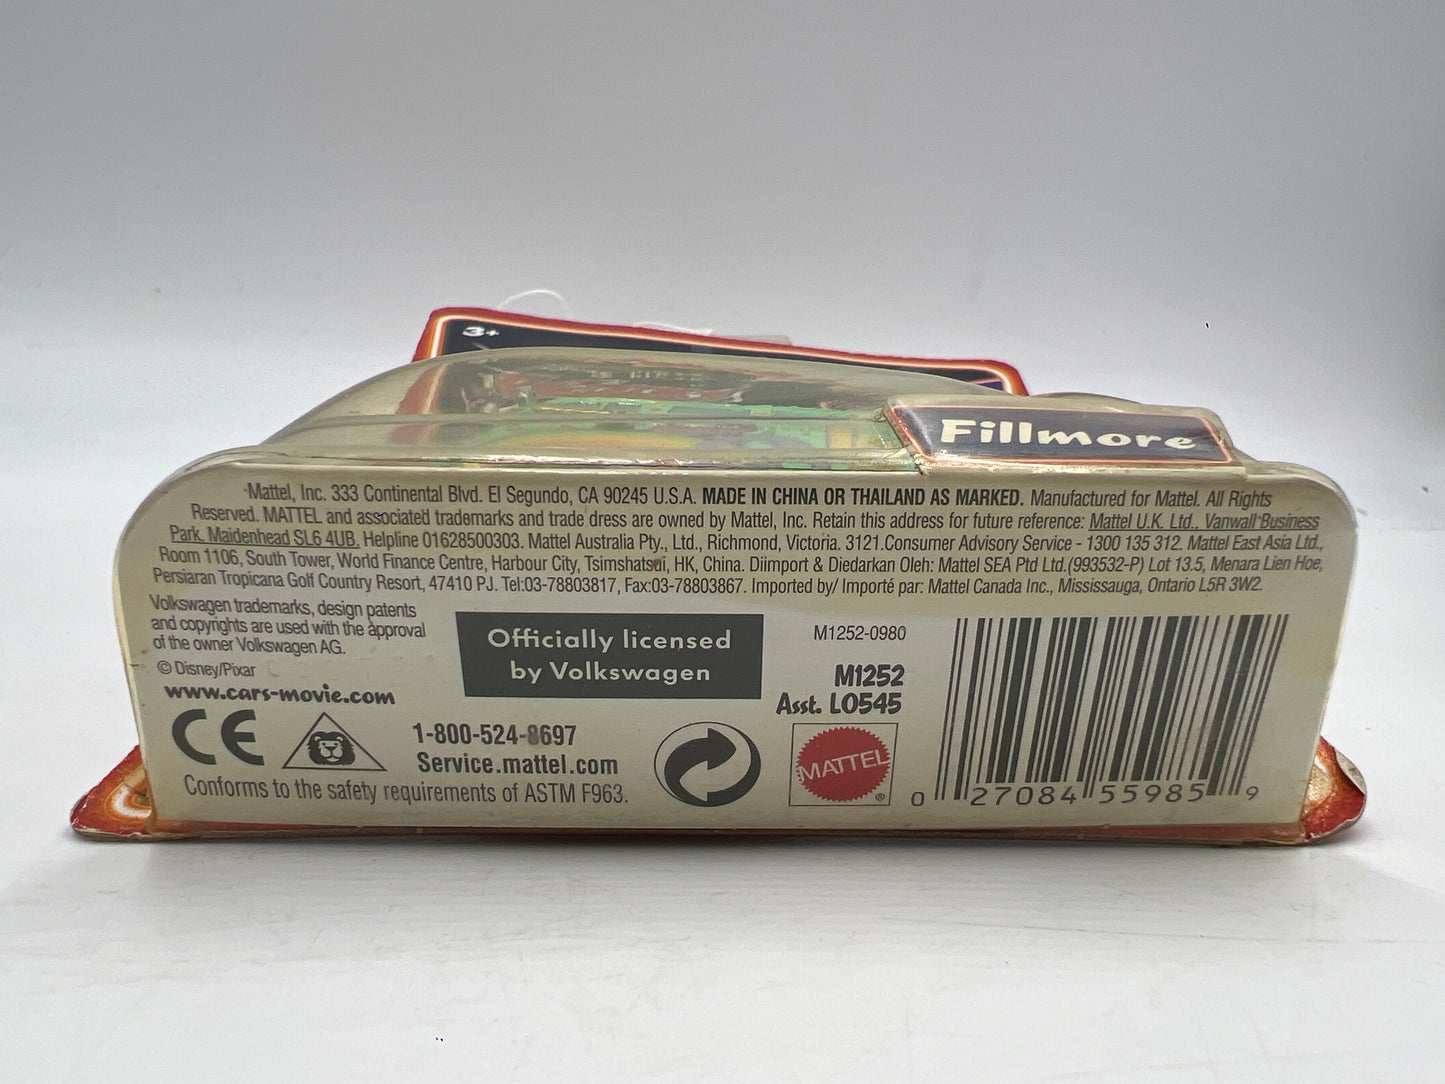 3+
Fillmore
Mattel, Inc. 333 Continental Blvd. El Segundo, CA 90245 U.S.A. MADE IN CHINA OR THAILAND AS MARKED. Manufactured for Mattel. All Rights
Reserved. MATTEL and associated trademarks and trade dress are owned by Mattel, Inc. Retain this address for future reference: Mattel U.K. Ltd., Vanwall Business
Park, Maidenhead SL6 4UB. Helpline 01628500303. Mattel Australia Pty., Ltd., Richmond, Victoria. 3121.Consumer Advisory Service - 1300 135 312. Mattel East Asia Ltd.,
Room 1106, South Tower, World Finance Centre, Harbour City, Tsimshatsui, HK, China. Diimport & Diedarkan Oleh: Mattel SEA Ptd Ltd.(993532-P) Lot 13.5, Menara Lien Hoe,
Persiaran Tropicana Golf Country Resort, 47410 PJ. Tel:03-78803817, Fax:03-78803867. Imported by/ Importé par: Mattel Canada Inc., Mississauga, Ontario L5R 3W2.
Volkswagen trademarks, design patents
and copyrights are used with the approval
of the owner Volkswagen AG.
© Disney/Pixar
www.cars-movie.com
CE
1-800-524-8697
Service.mattel.com
Conforms to the safety requirements of ASTM F963.
Officially licensed
by Volkswagen
M1252-0980
M1252
Asst. L0545
MATTEL
®
0 27084 55985 9